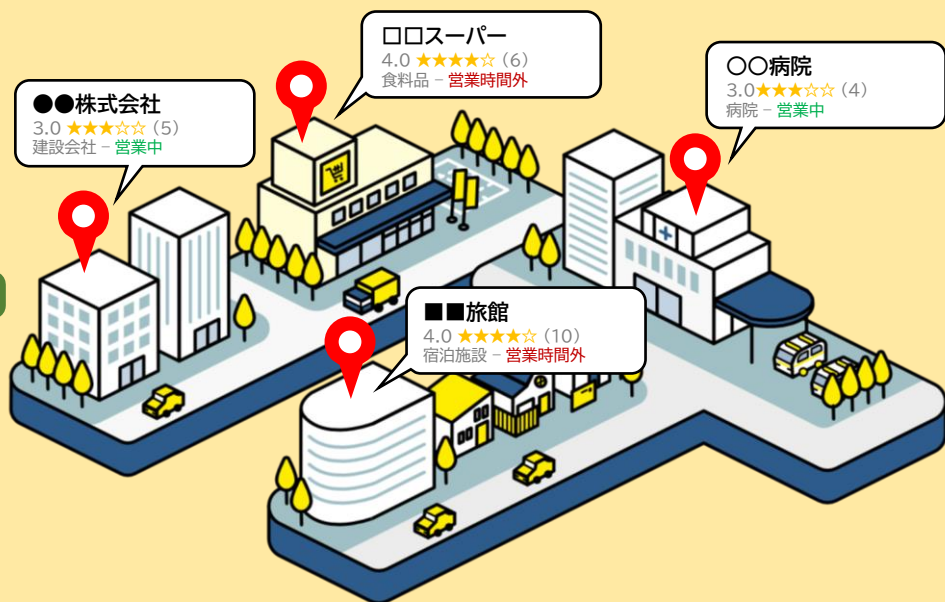 □□スーパー
4.0 ★★★★☆（6）
食料品 – 営業時間外
〇〇病院
3.0★★★☆☆（4）
病院 – 営業中
●●株式会社
3.0 ★★★☆☆（5）
建設会社 – 営業中
■■旅館
4.0 ★★★★☆（10）
宿泊施設 – 営業時間外